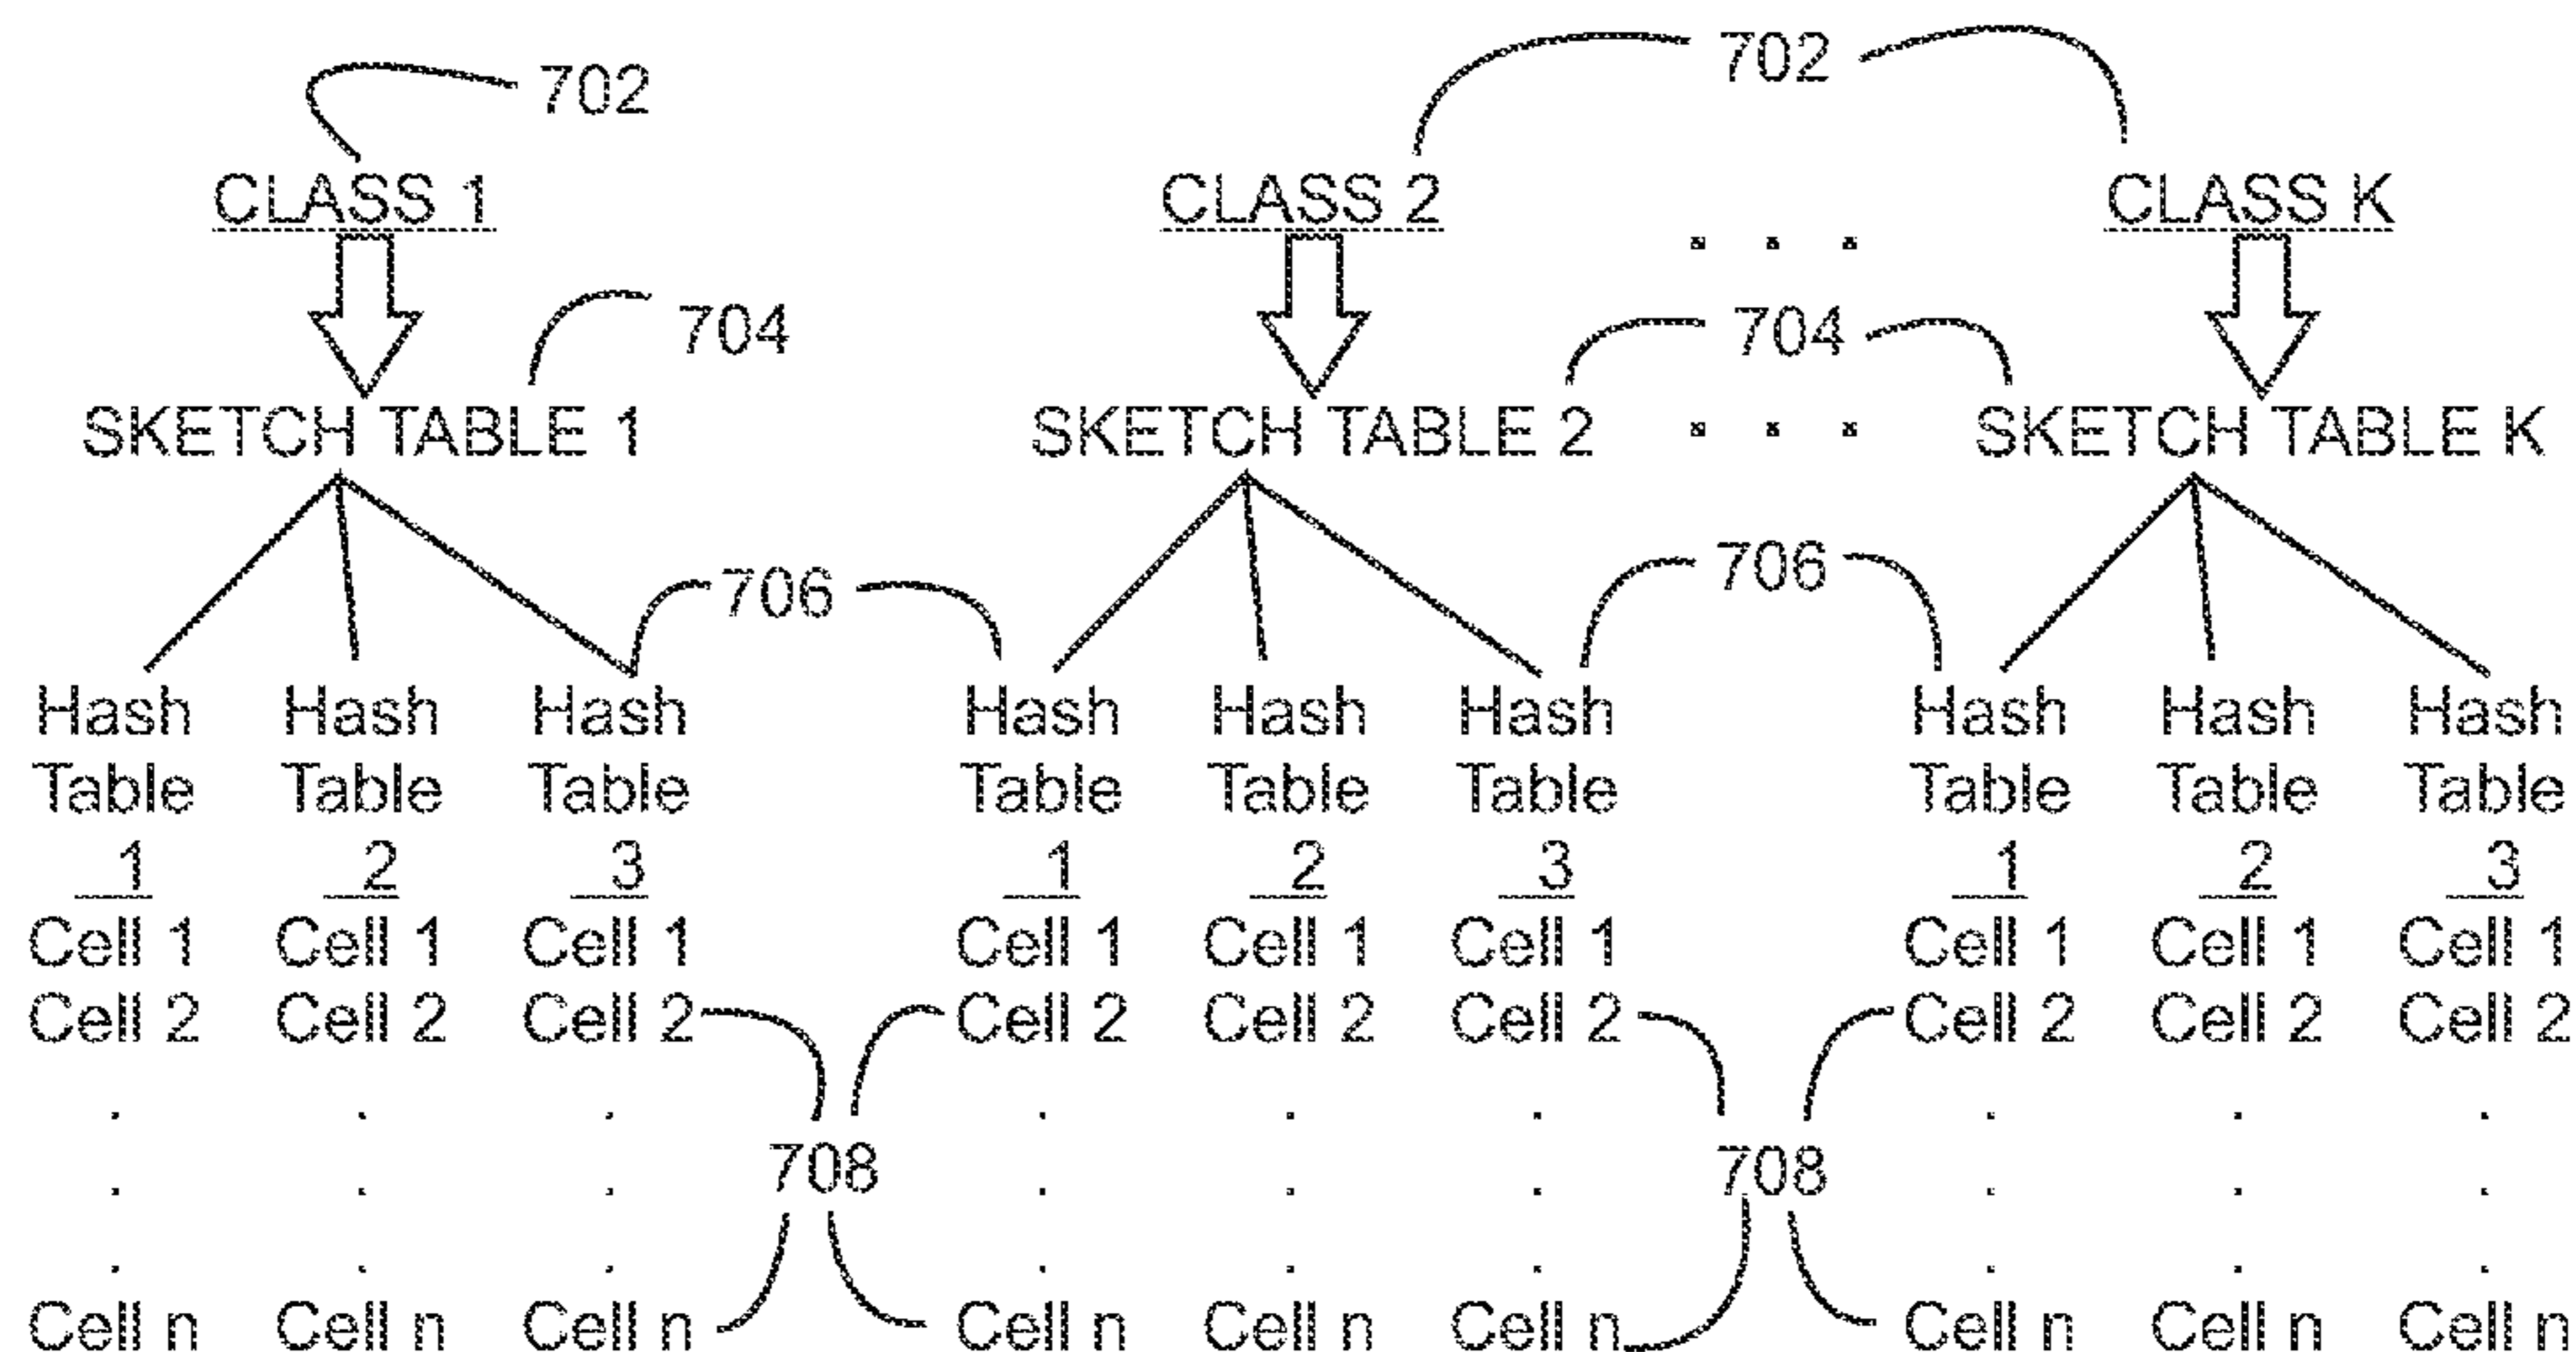 702
702
CLASS 1 CLASS 2 . . . CLASS K
704
704
SKETCH TABLE 1 SKETCH TABLE 2 . . . SKETCH TABLE K
706
706
Hash Hash Hash Hash Hash Hash Hash Hash Hash
Table Table Table Table Table Table Table Table Table
1 2 3 1 2 3 1 2 3
Cell 1 Cell 1 Cell 1 Cell 1 Cell 1 Cell 1 Cell 1 Cell 1 Cell 1
Cell 2 Cell 2 Cell 2 Cell 2 Cell 2 Cell 2 Cell 2 Cell 2 Cell 2
. . . . . . . . .
708 708
. . . . . . . . .
. . . . . . . . .
Cell n Cell n Cell n Cell n Cell n Cell n Cell n Cell n Cell n